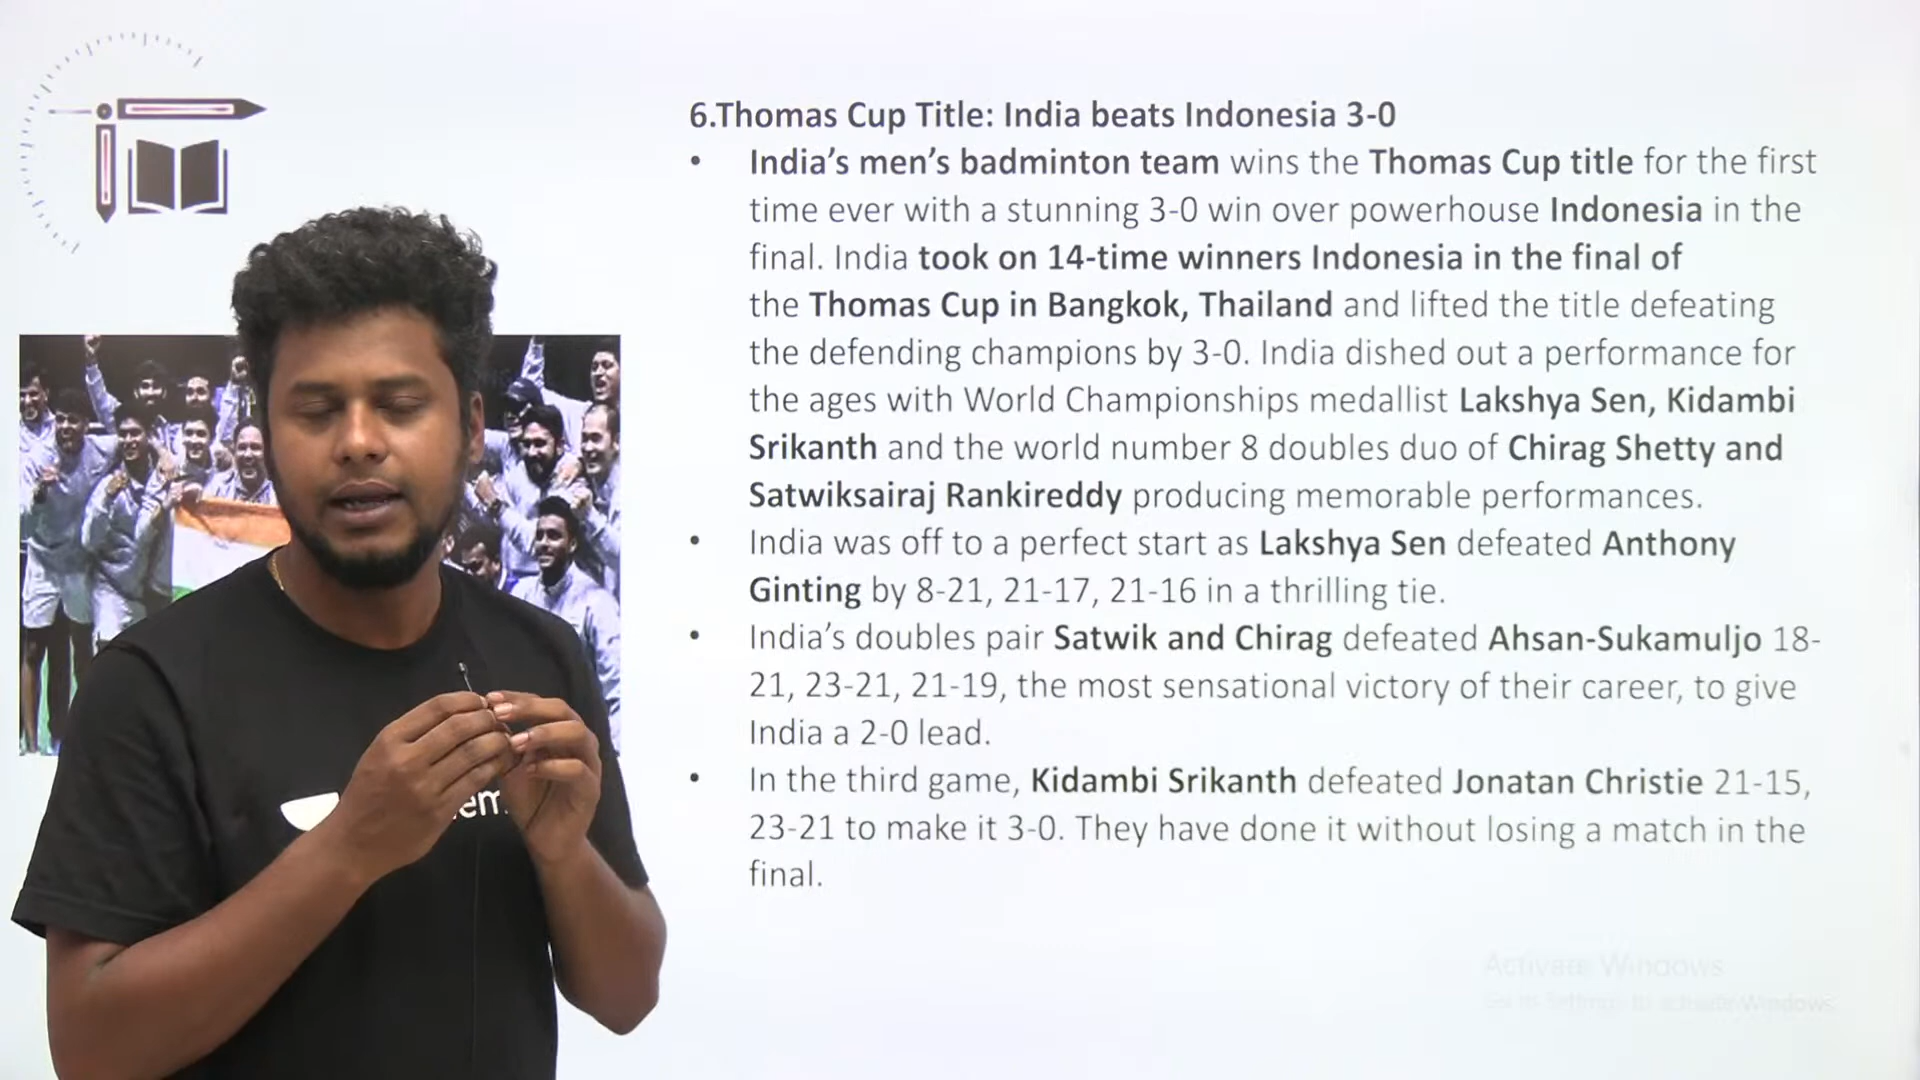 6.Thomas Cup Title: India beats Indonesia 3-0
• India’s men’s badminton team wins the Thomas Cup title for the first
time ever with a stunning 3-0 win over powerhouse Indonesia in the
final. India took on 14-time winners Indonesia in the final of
the Thomas Cup in Bangkok, Thailand and lifted the title defeating
the defending champions by 3-0. India dished out a performance for
the ages with World Championships medallist Lakshya Sen, Kidambi
Srikanth and the world number 8 doubles duo of Chirag Shetty and
Satwiksairaj Rankireddy producing memorable performances.
• India was off to a perfect start as Lakshya Sen defeated Anthony
Ginting by 8-21, 21-17, 21-16 in a thrilling tie.
• India’s doubles pair Satwik and Chirag defeated Ahsan-Sukamuljo 18-
21, 23-21, 21-19, the most sensational victory of their career, to give
India a 2-0 lead.
• In the third game, Kidambi Srikanth defeated Jonatan Christie 21-15,
23-21 to make it 3-0. They have done it without losing a match in the
final.
Activate Windows
Go to Settings to activate Windows.